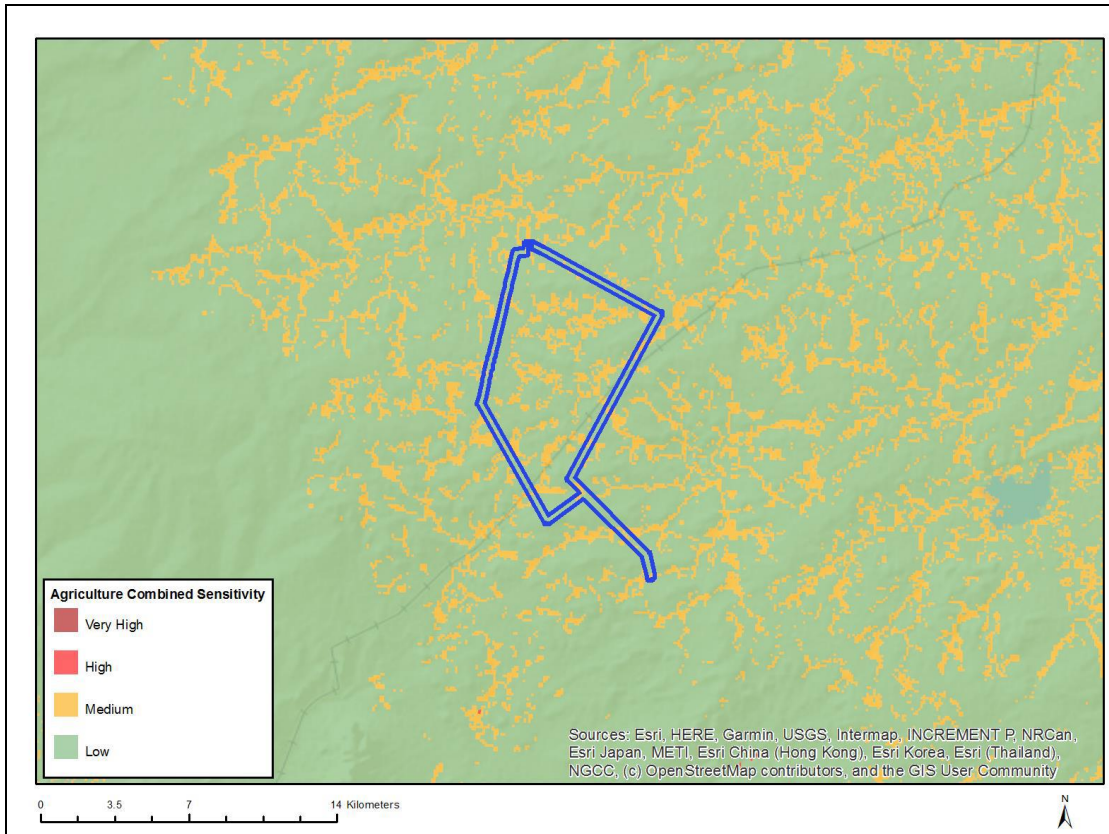 Agriculture Combined Sensitivity
Very High
High
Medium
Low
Sources: Esri, HERE, Garmin, USGS, Intermap, INCREMENT P, NRCan,
Esri Japan, METI, Esri China (Hong Kong), Esri Korea, Esri (Thailand),
NGCC, (c) OpenStreetMap contributors, and the GIS User Community
0 3.5 7 14 Kilometers
N